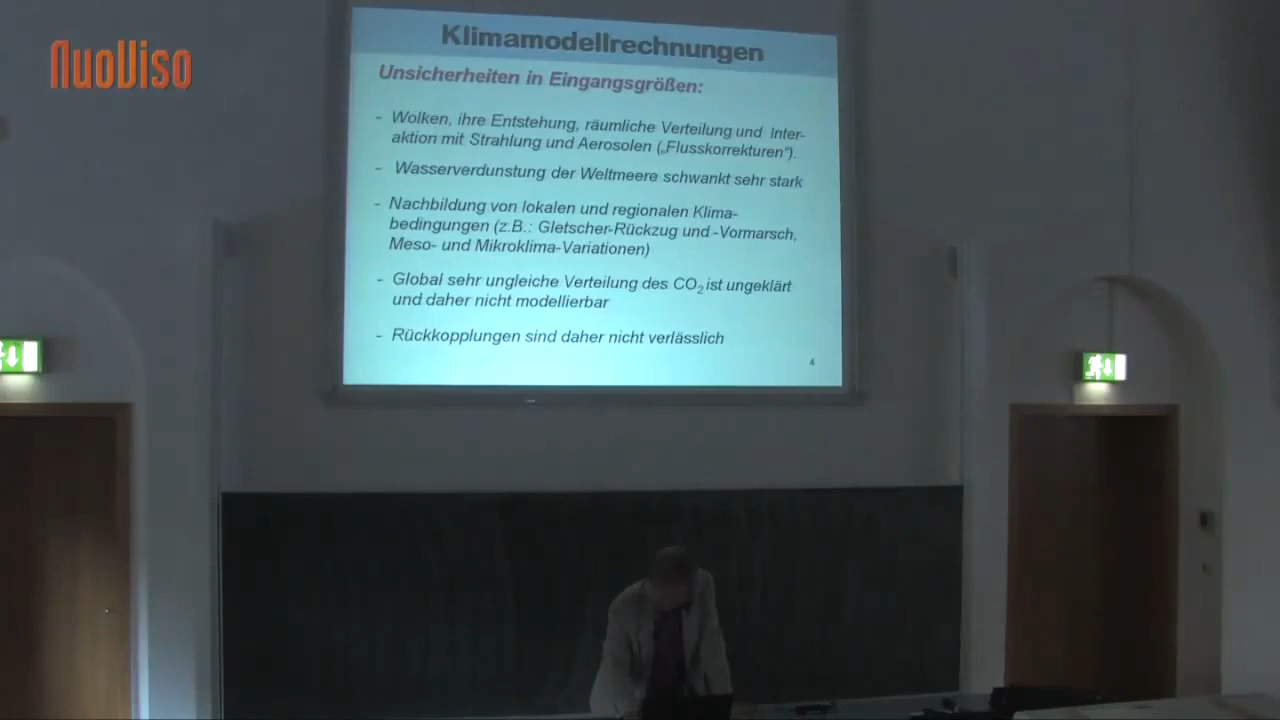 NuoViso
Klimamodellrechnungen
Unsicherheiten in Eingangsgrößen:
- Wolken, ihre Entstehung, räumliche Verteilung und Inter-
aktion mit Strahlung und Aerosolen („Flusskorrekturen“).
- Wasserverdunstung der Weltmeere schwankt sehr stark
- Nachbildung von lokalen und regionalen Klima-
bedingungen (z.B.: Gletscher-Rückzug und -Vormarsch,
Meso- und Mikroklima-Variationen)
- Global sehr ungleiche Verteilung des CO₂ ist ungeklärt
und daher nicht modellierbar
- Rückkopplungen sind daher nicht verlässlich
4